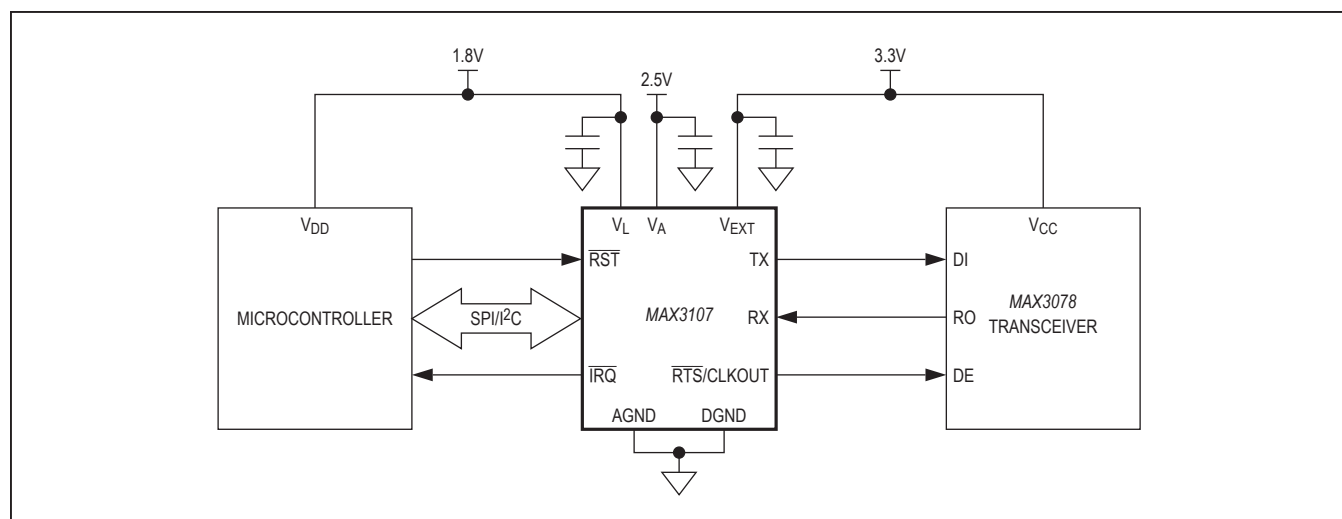 1.8V
2.5V
3.3V
VDD
VL
VA
VEXT
VCC
RST
TX
DI
MICROCONTROLLER
SPI/I2C
MAX3107
RX
RO
MAX3078
TRANSCEIVER
IRQ
RTS/CLKOUT
DE
AGND
DGND